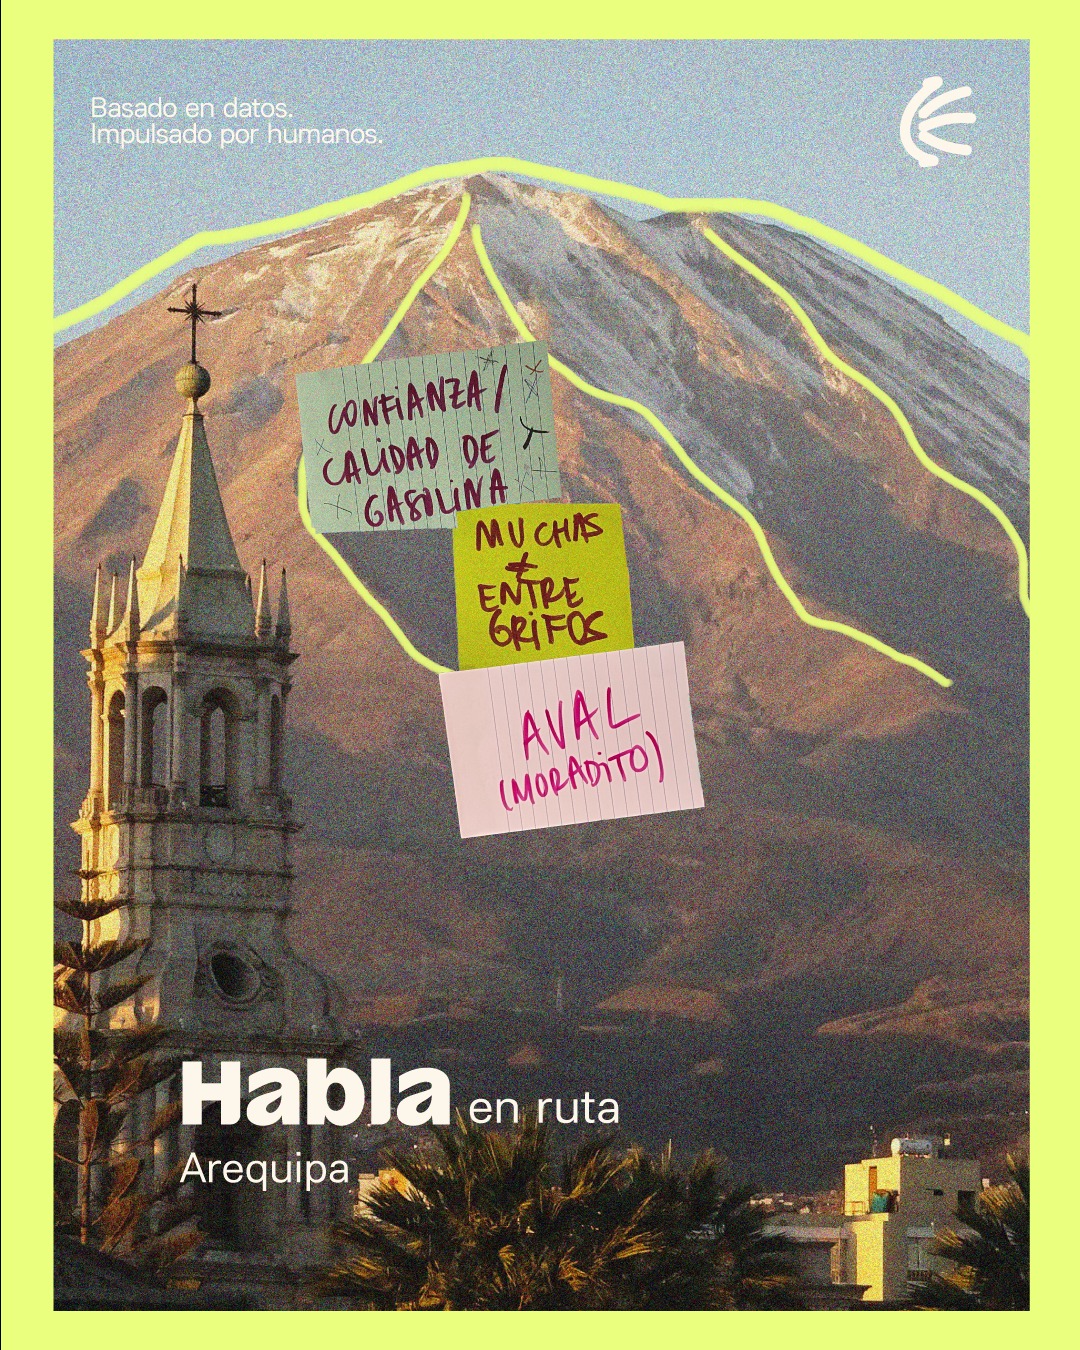 Basado en datos.
Impulsado por humanos.
CONFiANZA/
CALiDAD DE
GASOLiNA
MUCHAS
≠
ENTRE
GRiFOS
AVAL
(MORADiTO)
Habla en ruta
Arequipa